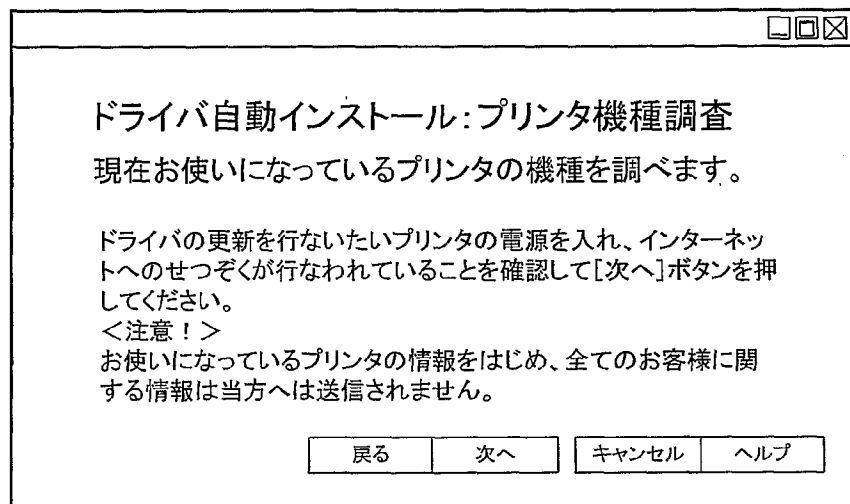 ドライバ自動インストール:プリンタ機種調査
現在お使いになっているプリンタの機種を調べます。
ドライバの更新を行ないたいプリンタの電源を入れ、インターネッ
トへのせつぞくが行なわれていることを確認して[次へ]ボタンを押
してください。
＜注意！＞
お使いになっているプリンタの情報をはじめ、全てのお客様に関
する情報は当方へは送信されません。
戻る 次へ キャンセル ヘルプ